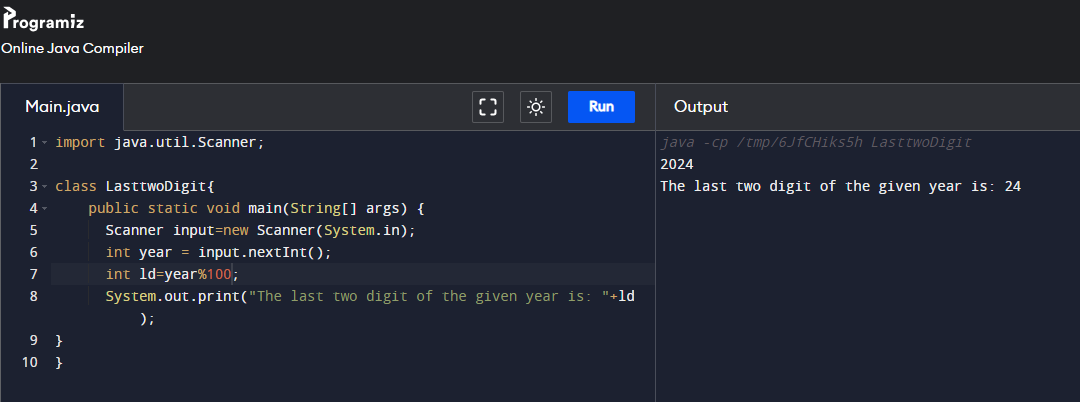 Programiz
Online Java Compiler
Main.java
Run
Output
1 import java.util.Scanner;
2
3 class LasttwoDigit{
4 public static void main(String[] args) {
5 Scanner input=new Scanner(System.in);
6 int year = input.nextInt();
7 int ld=year%100;
8 System.out.print("The last two digit of the given year is: "+ld
);
9 }
10 }
java -cp /tmp/6JfCHiks5h LasttwoDigit
2024
The last two digit of the given year is: 24